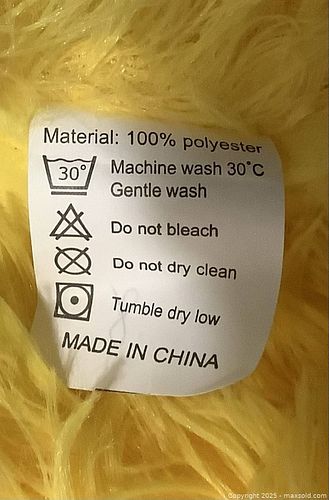 Material: 100% polyester
30°
Machine wash 30°C
Gentle wash
Do not bleach
Do not dry clean
Tumble dry low
MADE IN CHINA
Copyright 2025 - maxsold.com